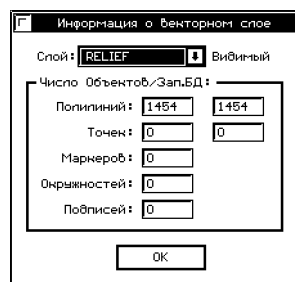 Информация о векторном слое
Слой: RELIEF Видимый
Число Объектов/Зап.БД:
Полилиний: 1454 1454
Точек: 0 0
Маркеров: 0
Окружностей: 0
Подписей: 0
OK